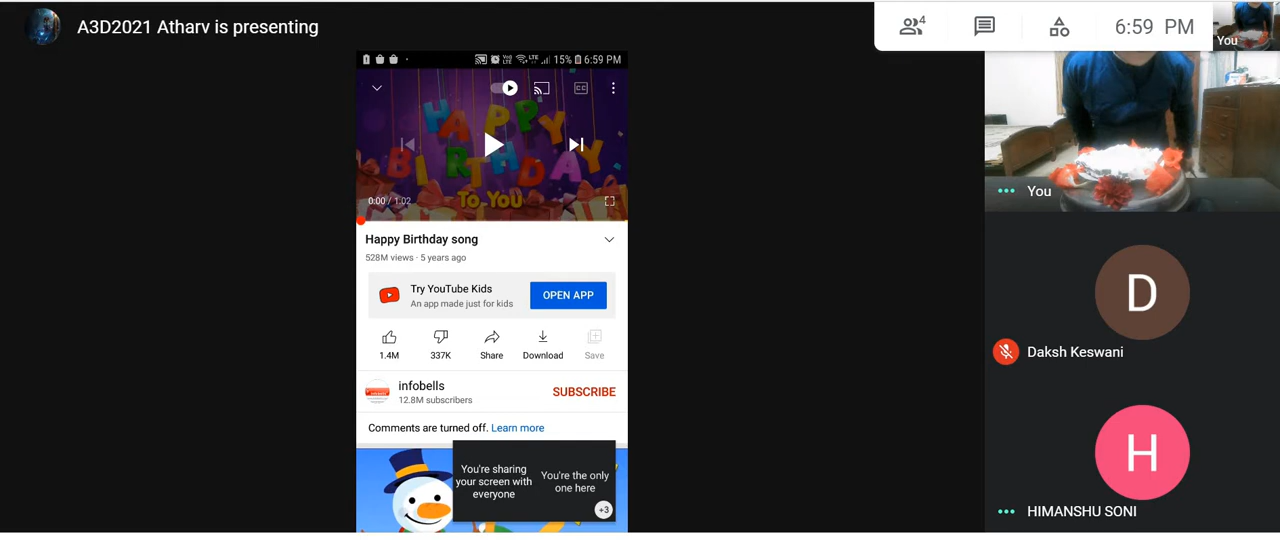 A3D2021 Atharv is presenting
4
6:59 PM
You
15% 6:59 PM
CC
HAPPY
BIRTHDAY
TO YOU
0:00 / 1:02
Happy Birthday song
528M views · 5 years ago
Try YouTube Kids
An app made just for kids
OPEN APP
1.4M
337K
Share
Download
Save
infobells
12.8M subscribers
SUBSCRIBE
Comments are turned off. Learn more
You're sharing
your screen with
everyone
You're the only
one here
+3
You
D
Daksh Keswani
H
HIMANSHU SONI